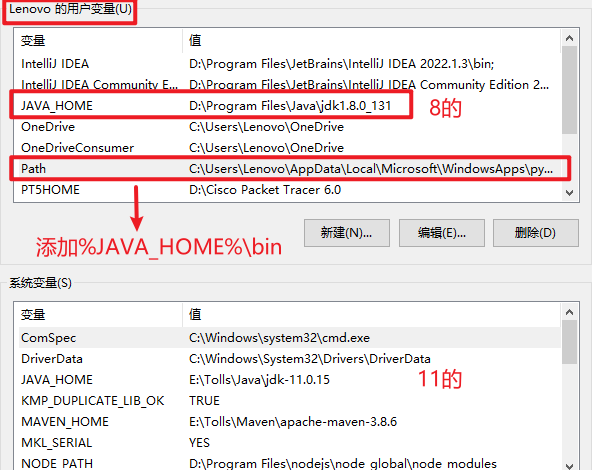 Lenovo 的用户变量(U)
变量 值
IntelliJ IDEA D:\Program Files\JetBrains\IntelliJ IDEA 2022.1.3\bin;
IntelliJ IDEA Community E... D:\Program Files\JetBrains\IntelliJ IDEA Community Edition 2...
JAVA_HOME D:\Program Files\Java\jdk1.8.0_131 8的
OneDrive C:\Users\Lenovo\OneDrive
OneDriveConsumer C:\Users\Lenovo\OneDrive
Path C:\Users\Lenovo\AppData\Local\Microsoft\WindowsApps\py...
PT5HOME D:\Cisco Packet Tracer 6.0
新建(N)... 编辑(E)... 删除(D)
添加%JAVA_HOME%\bin
系统变量(S)
变量 值
ComSpec C:\Windows\system32\cmd.exe
DriverData C:\Windows\System32\Drivers\DriverData
JAVA_HOME E:\Tolls\Java\jdk-11.0.15 11的
KMP_DUPLICATE_LIB_OK TRUE
MAVEN_HOME E:\Tolls\Maven\apache-maven-3.8.6
MKL_SERIAL YES
NODE_PATH D:\Program Files\nodejs\node_global\node_modules